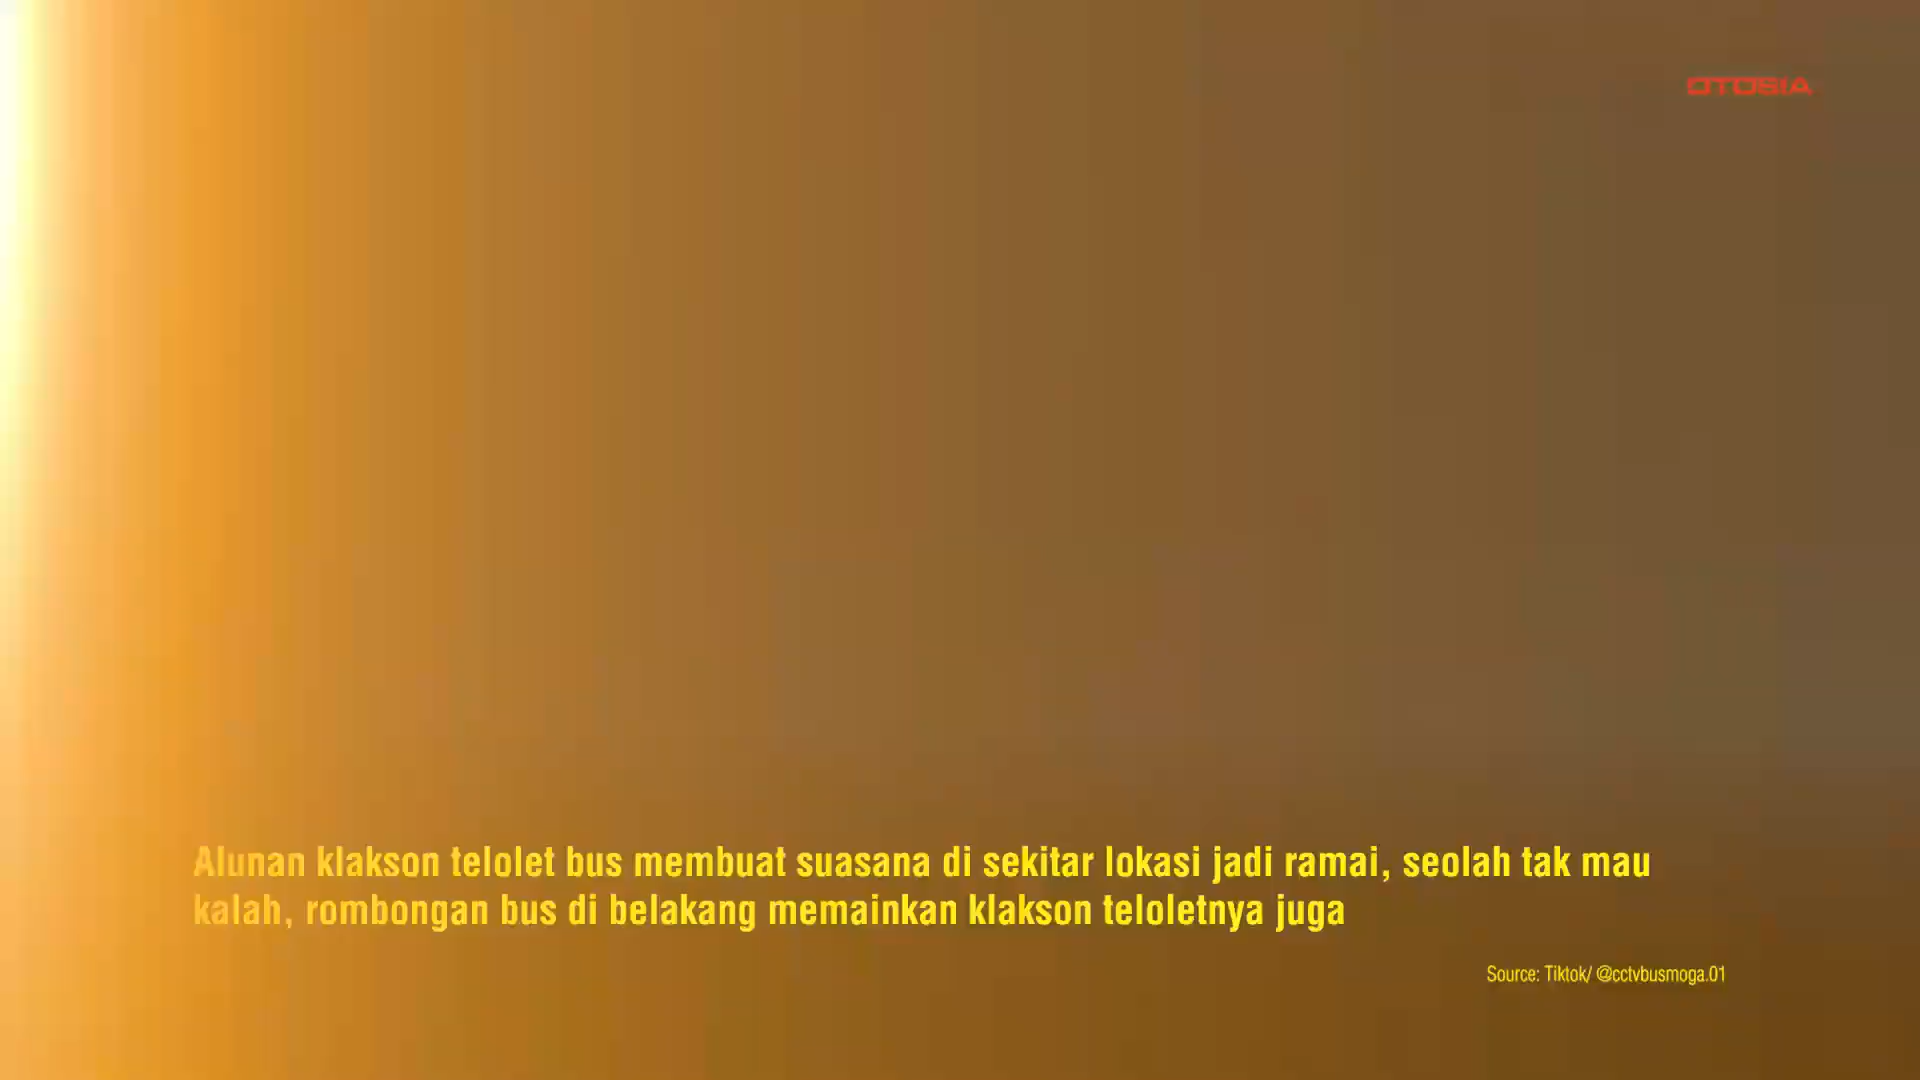 OTOSIA
Alunan klakson telolet bus membuat suasana di sekitar lokasi jadi ramai, seolah tak mau
kalah, rombongan bus di belakang memainkan klakson teloletnya juga
Source: Tiktok/ @cctvbusmoga.01